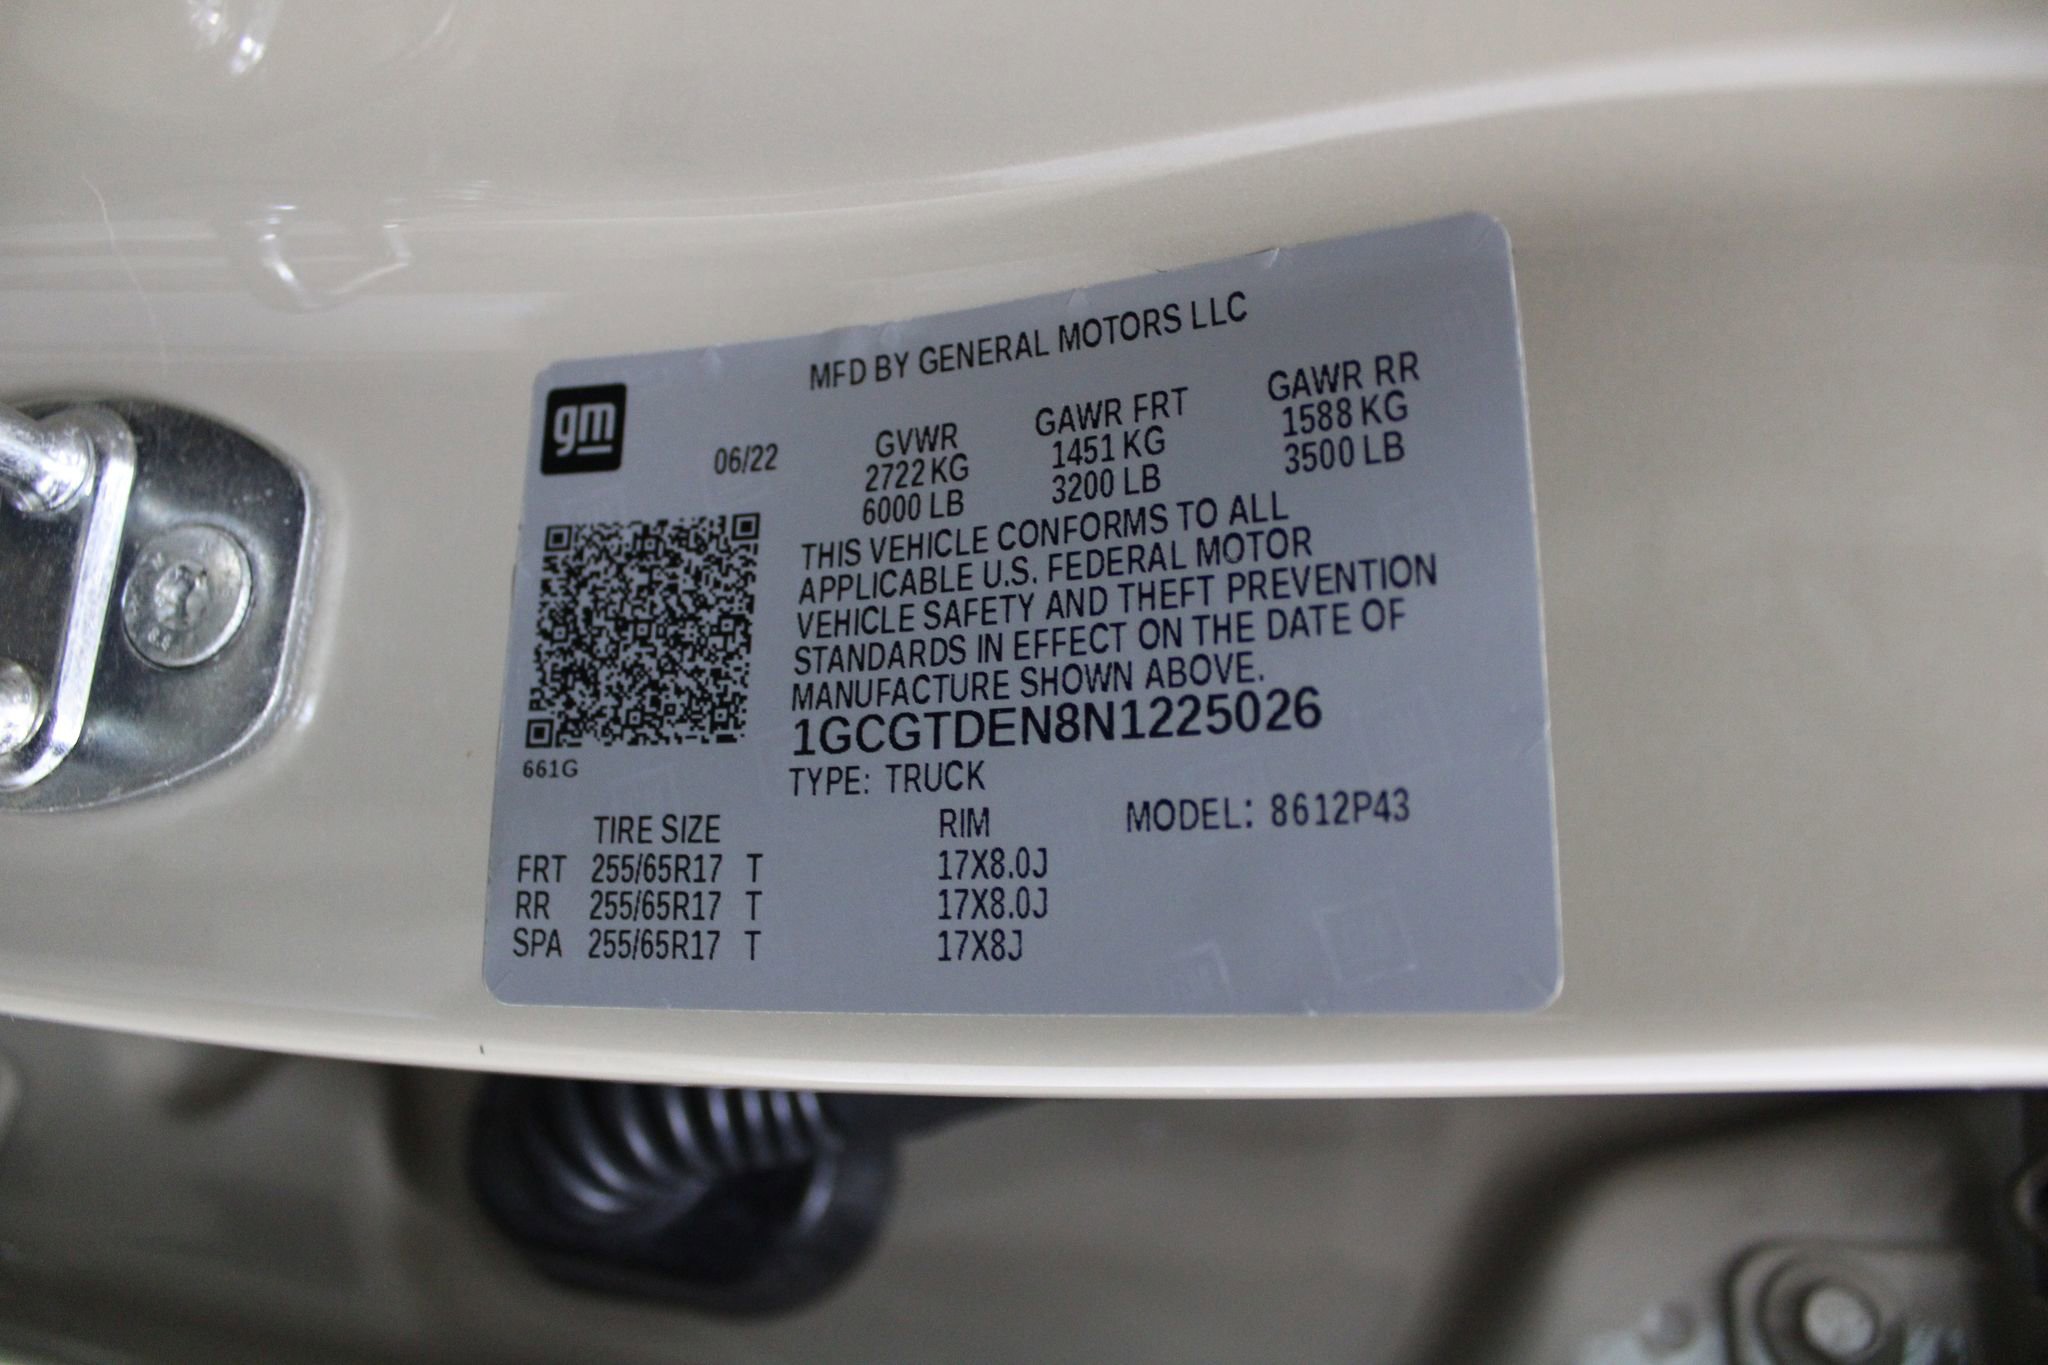 MFD BY GENERAL MOTORS LLC
gm
06/22
GVWR
2722 KG
6000 LB
GAWR FRT
1451 KG
3200 LB
GAWR RR
1588 KG
3500 LB
THIS VEHICLE CONFORMS TO ALL
APPLICABLE U.S. FEDERAL MOTOR
VEHICLE SAFETY AND THEFT PREVENTION
STANDARDS IN EFFECT ON THE DATE OF
MANUFACTURE SHOWN ABOVE.
1GCGTDEN8N1225026
661G
TYPE: TRUCK
TIRE SIZE RIM MODEL: 8612P43
FRT 255/65R17 T 17X8.0J
RR 255/65R17 T 17X8.0J
SPA 255/65R17 T 17X8J